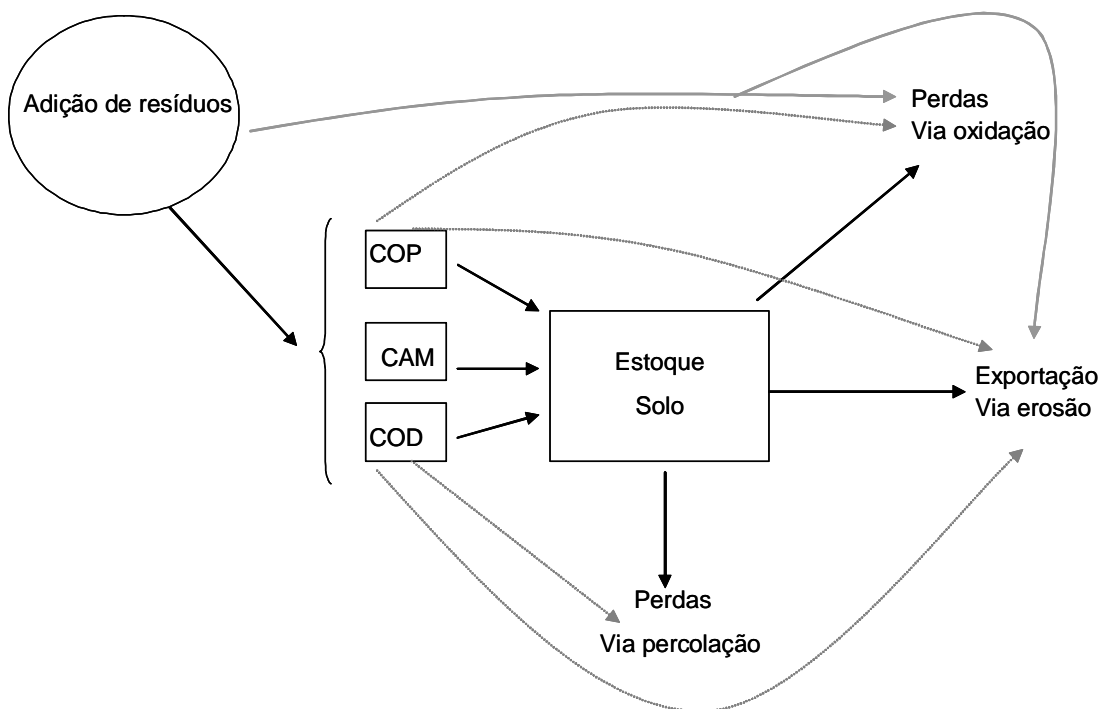 Adição de resíduos
Perdas
Via oxidação
COP
CAM
COD
Estoque
Solo
Exportação
Via erosão
Perdas
Via percolação